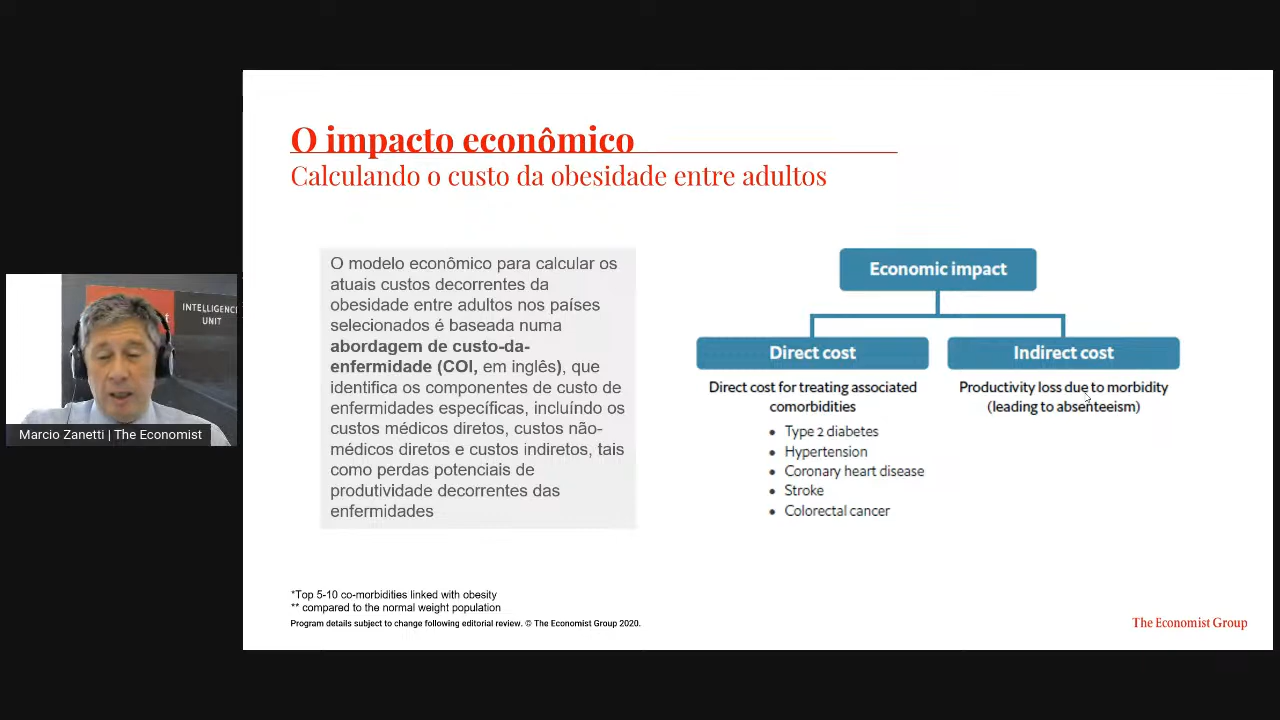 O impacto econômico
Calculando o custo da obesidade entre adultos
O modelo econômico para calcular os
atuais custos decorrentes da
obesidade entre adultos nos países
selecionados é baseada numa
abordagem de custo-da-
enfermidade (COI, em inglês), que
identifica os componentes de custo de
enfermidades específicas, incluíndo os
custos médicos diretos, custos não-
médicos diretos e custos indiretos, tais
como perdas potenciais de
produtividade decorrentes das
enfermidades
Economic impact
Direct cost
Direct cost for treating associated
comorbidities
• Type 2 diabetes
• Hypertension
• Coronary heart disease
• Stroke
• Colorectal cancer
Indirect cost
Productivity loss due to morbidity
(leading to absenteeism)
*Top 5-10 co-morbidities linked with obesity
** compared to the normal weight population
Program details subject to change following editorial review. © The Economist Group 2020.
The Economist Group
INTELLIGENCE
UNIT
Marcio Zanetti | The Economist